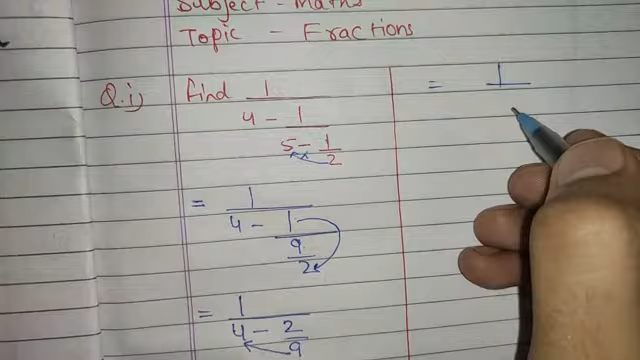 Subject - Maths
Topic - Fractions
Q.i) find 1
4 - 1
5 - 1
2
= 1
4 - 1
9
2
= 1
4 - 2
9
= 1